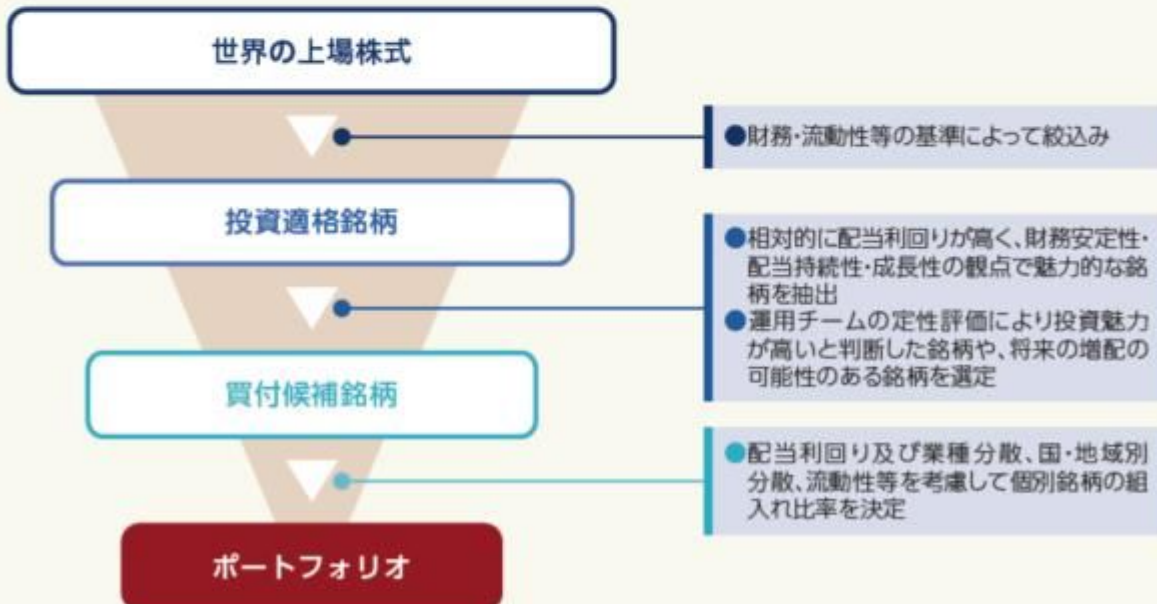 世界の上場株式
●財務・流動性等の基準によって絞込み
投資適格銘柄
●相対的に配当利回りが高く、財務安定性・
配当持続性・成長性の観点で魅力的な銘
柄を抽出
●運用チームの定性評価により投資魅力
が高いと判断した銘柄や、将来の増配の
可能性のある銘柄を選定
買付候補銘柄
●配当利回り及び業種分散、国・地域別
分散、流動性等を考慮して個別銘柄の組
入れ比率を決定
ポートフォリオ